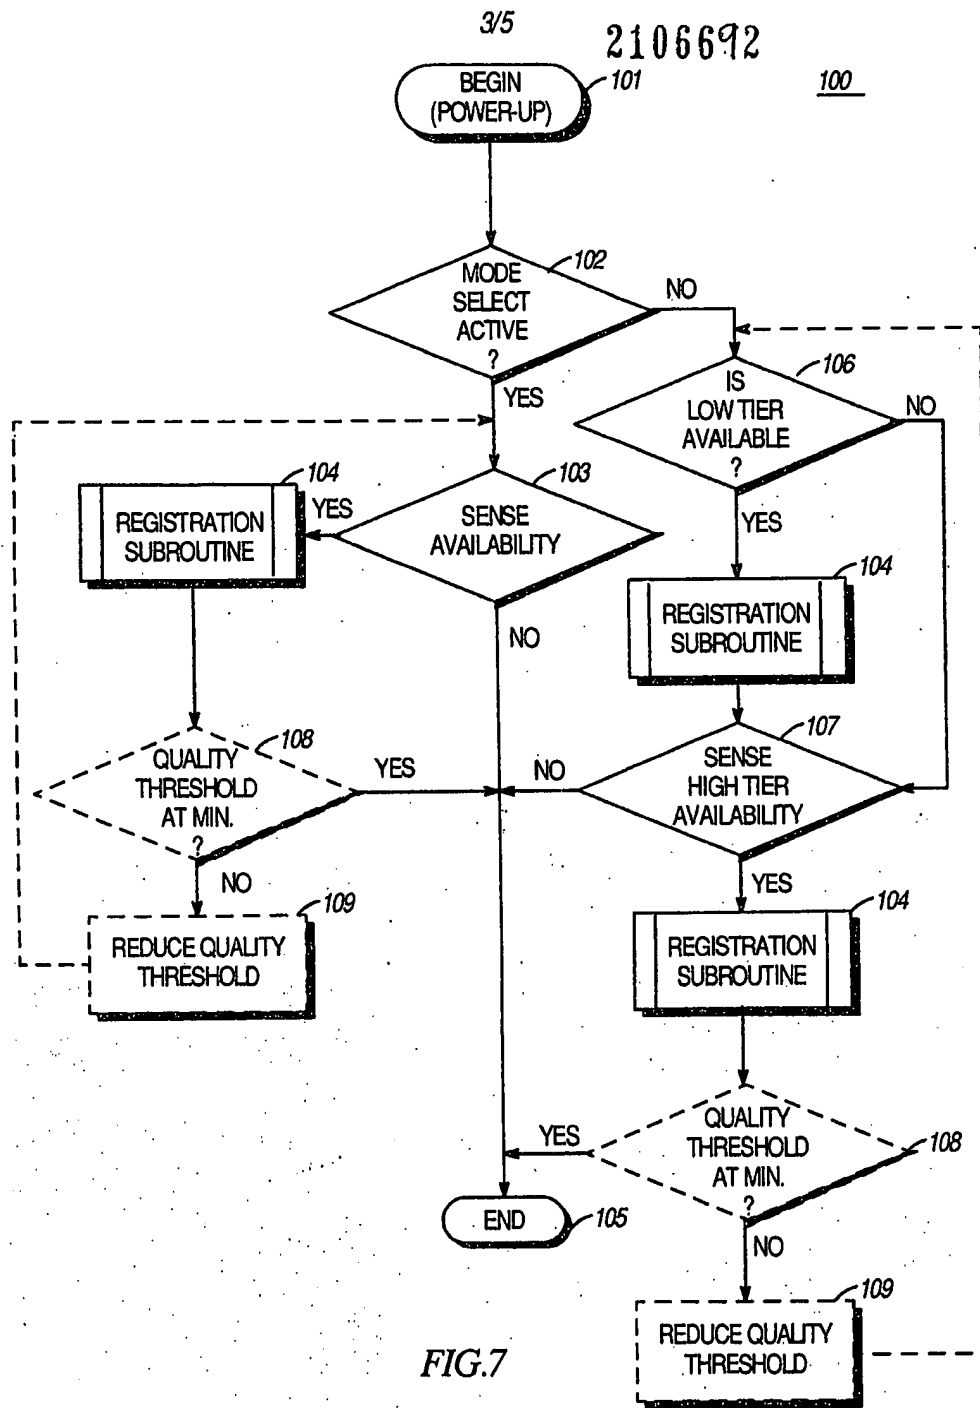 3/5
2106692
BEGIN
(POWER-UP)
101
100
MODE
SELECT
ACTIVE
?
102
NO
YES
IS
LOW TIER
AVAILABLE
?
106
NO
YES
104
REGISTRATION
SUBROUTINE
YES
SENSE
AVAILABILITY
103
NO
104
REGISTRATION
SUBROUTINE
QUALITY
THRESHOLD
AT MIN.
?
108
YES
NO
NO
SENSE
HIGH TIER
AVAILABILITY
107
YES
109
REDUCE QUALITY
THRESHOLD
104
REGISTRATION
SUBROUTINE
YES
QUALITY
THRESHOLD
AT MIN.
?
108
NO
END
105
109
REDUCE QUALITY
THRESHOLD
FIG.7